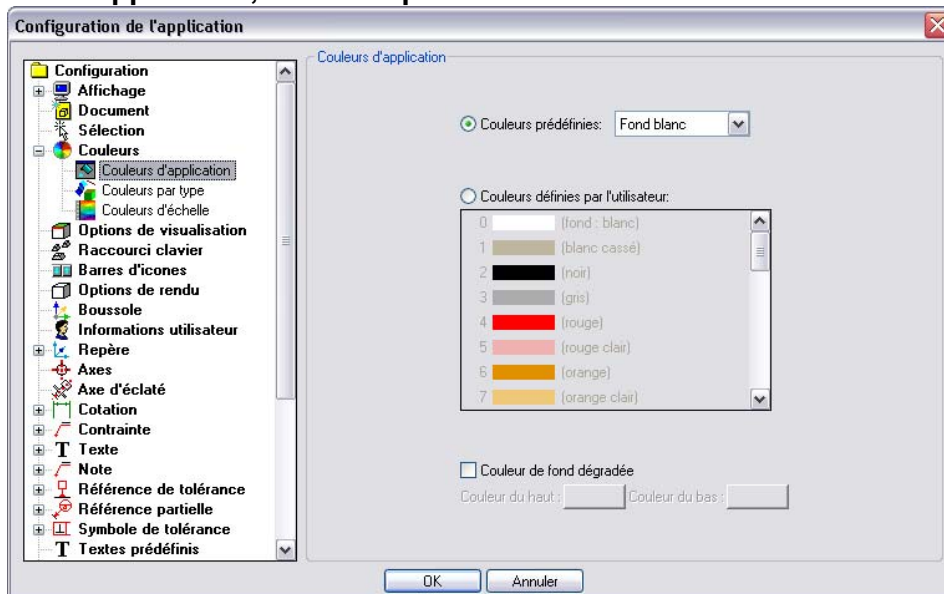 Configuration de l'application
Configuration
Affichage
Document
Sélection
Couleurs
Couleurs d'application
Couleurs par type
Couleurs d'échelle
Options de visualisation
Raccourci clavier
Barres d'icones
Options de rendu
Boussole
Informations utilisateur
Repère
Axes
Axe d'éclaté
Cotation
Contrainte
Texte
Note
Référence de tolérance
Référence partielle
Symbole de tolérance
Textes prédéfinis
Couleurs d'application
Couleurs prédéfinies: Fond blanc
Couleurs définies par l'utilisateur:
0 (fond : blanc)
1 (blanc cassé)
2 (noir)
3 (gris)
4 (rouge)
5 (rouge clair)
6 (orange)
7 (orange clair)
Couleur de fond dégradée
Couleur du haut : Couleur du bas :
OK Annuler